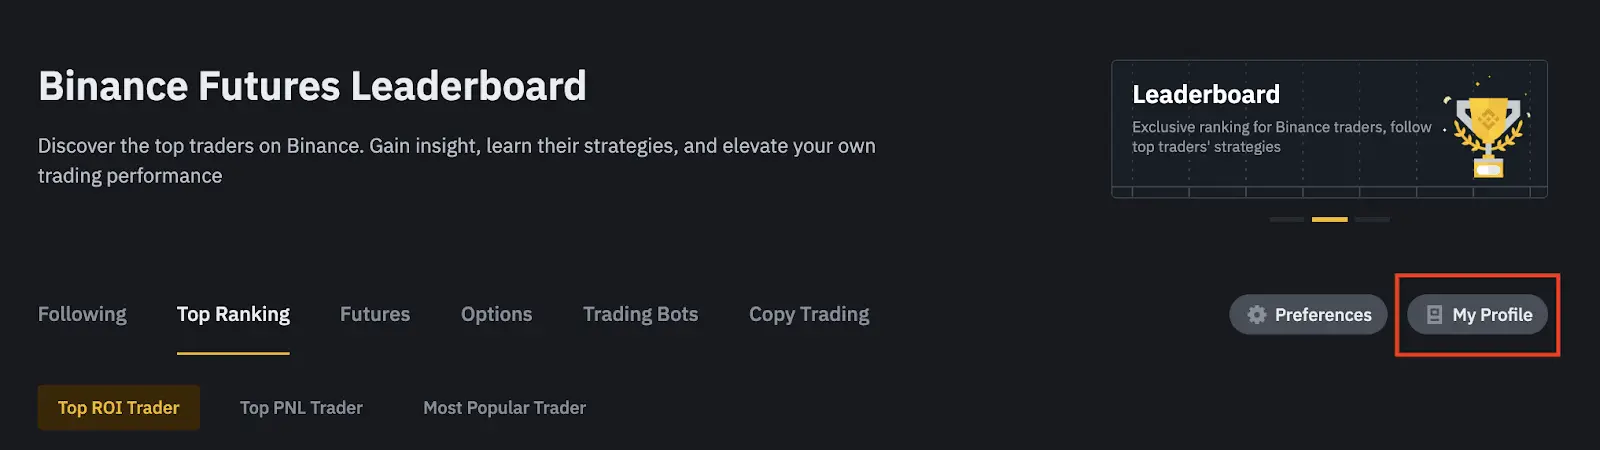 Binance Futures Leaderboard
Discover the top traders on Binance. Gain insight, learn their strategies, and elevate your own
trading performance
Leaderboard
Exclusive ranking for Binance traders, follow
top traders' strategies
Following Top Ranking Futures Options Trading Bots Copy Trading Preferences My Profile
Top ROI Trader Top PNL Trader Most Popular Trader